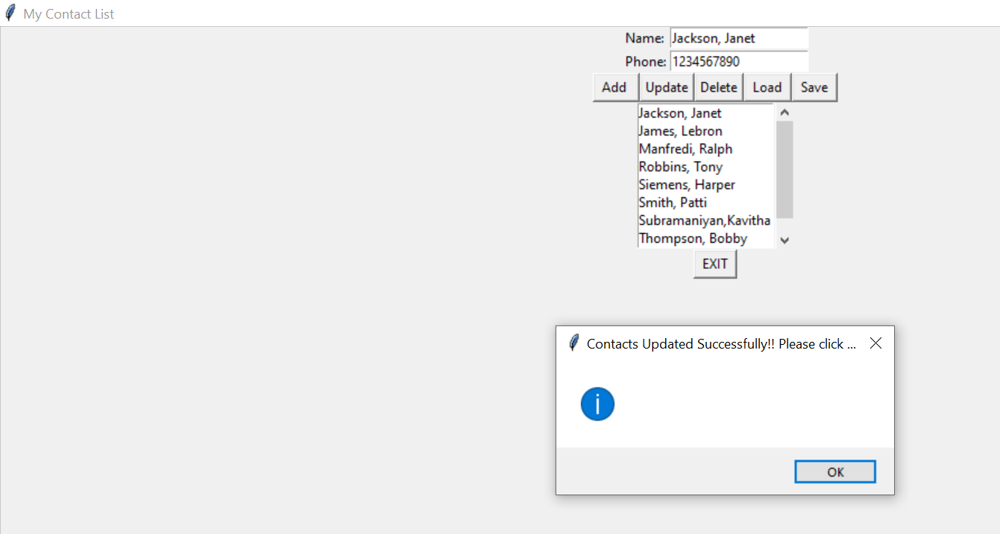 My Contact List
Name: Jackson, Janet
Phone: 1234567890
Add Update Delete Load Save
Jackson, Janet
James, Lebron
Manfredi, Ralph
Robbins, Tony
Siemens, Harper
Smith, Patti
Subramaniyan,Kavitha
Thompson, Bobby
EXIT
Contacts Updated Successfully!! Please click ...
i
OK